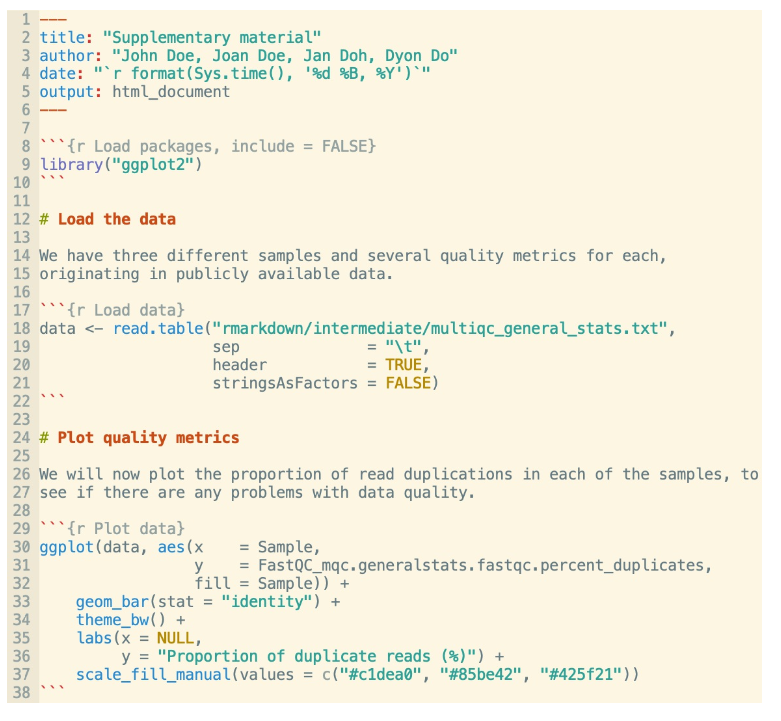 1 ---
2 title: "Supplementary material"
3 author: "John Doe, Joan Doe, Jan Doh, Dyon Do"
4 date: "`r format(Sys.time(), '%d %B, %Y')`"
5 output: html_document
6 ---
7
8 ```{r Load packages, include = FALSE}
9 library("ggplot2")
10 ```
11
12 # Load the data
13
14 We have three different samples and several quality metrics for each,
15 originating in publicly available data.
16
17 ```{r Load data}
18 data <- read.table("rmarkdown/intermediate/multiqc_general_stats.txt",
19                    sep              = "\t",
20                    header           = TRUE,
21                    stringsAsFactors = FALSE)
22 ```
23
24 # Plot quality metrics
25
26 We will now plot the proportion of read duplications in each of the samples, to
27 see if there are any problems with data quality.
28
29 ```{r Plot data}
30 ggplot(data, aes(x    = Sample,
31                  y    = FastQC_mqc.generalstats.fastqc.percent_duplicates,
32                  fill = Sample)) +
33     geom_bar(stat = "identity") +
34     theme_bw() +
35     labs(x = NULL,
36          y = "Proportion of duplicate reads (%)") +
37     scale_fill_manual(values = c("#c1dea0", "#85be42", "#425f21"))
38 ```